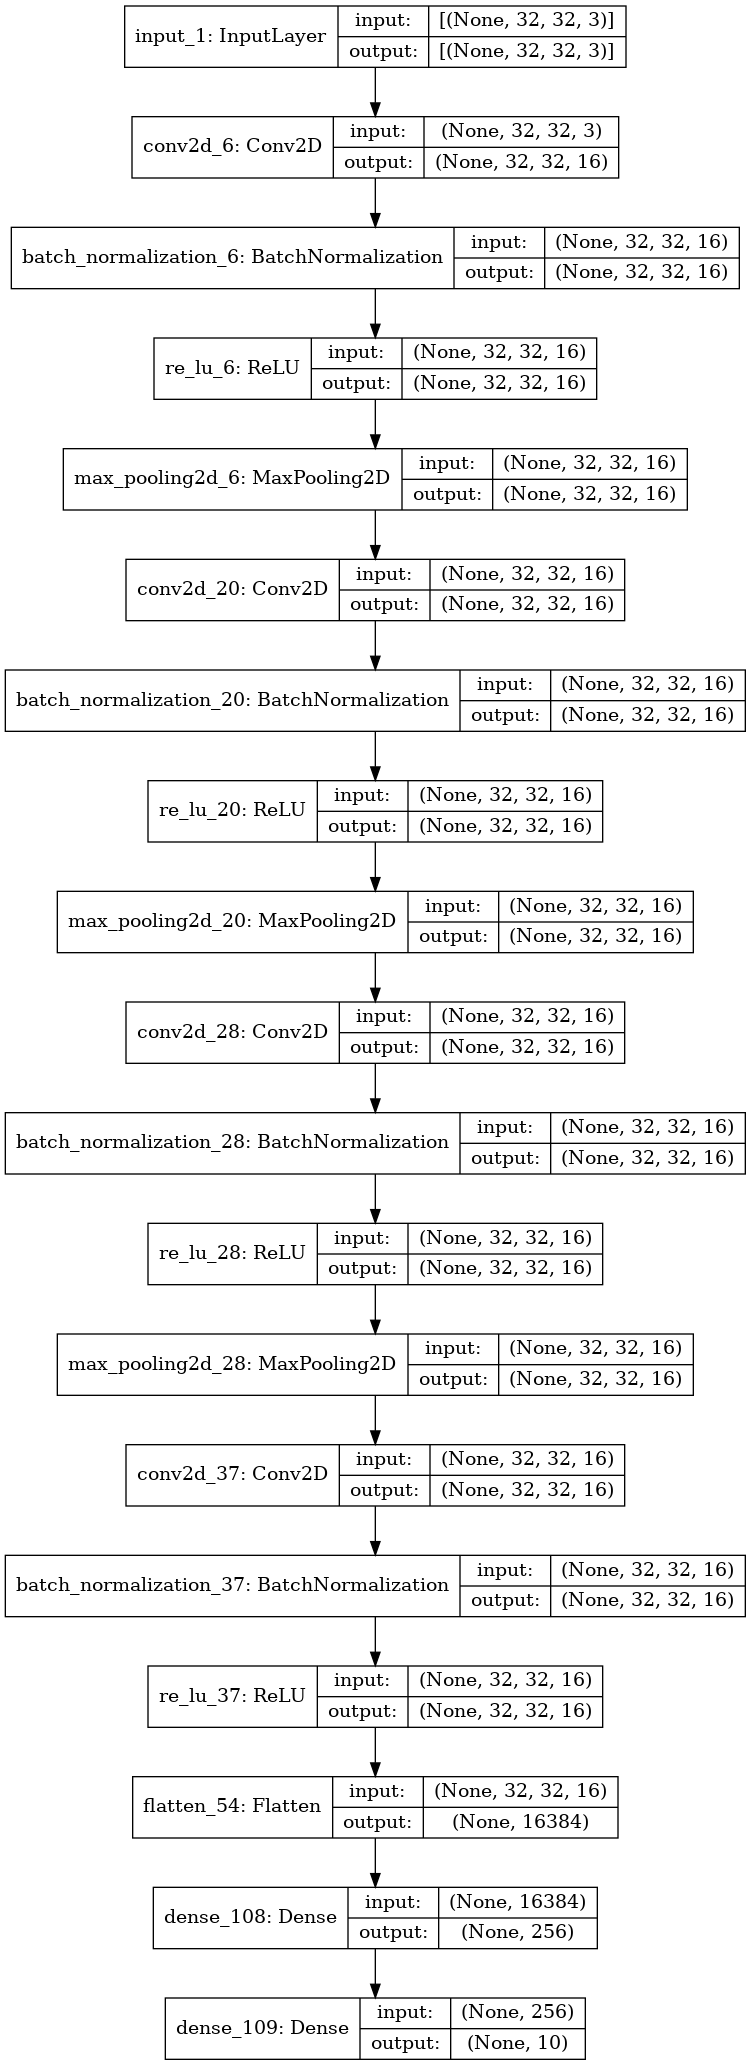 input_1: InputLayer
input:
[(None, 32, 32, 3)]
output:
[(None, 32, 32, 3)]
conv2d_6: Conv2D
input:
(None, 32, 32, 3)
output:
(None, 32, 32, 16)
batch_normalization_6: BatchNormalization
input:
(None, 32, 32, 16)
output:
(None, 32, 32, 16)
re_lu_6: ReLU
input:
(None, 32, 32, 16)
output:
(None, 32, 32, 16)
max_pooling2d_6: MaxPooling2D
input:
(None, 32, 32, 16)
output:
(None, 32, 32, 16)
conv2d_20: Conv2D
input:
(None, 32, 32, 16)
output:
(None, 32, 32, 16)
batch_normalization_20: BatchNormalization
input:
(None, 32, 32, 16)
output:
(None, 32, 32, 16)
re_lu_20: ReLU
input:
(None, 32, 32, 16)
output:
(None, 32, 32, 16)
max_pooling2d_20: MaxPooling2D
input:
(None, 32, 32, 16)
output:
(None, 32, 32, 16)
conv2d_28: Conv2D
input:
(None, 32, 32, 16)
output:
(None, 32, 32, 16)
batch_normalization_28: BatchNormalization
input:
(None, 32, 32, 16)
output:
(None, 32, 32, 16)
re_lu_28: ReLU
input:
(None, 32, 32, 16)
output:
(None, 32, 32, 16)
max_pooling2d_28: MaxPooling2D
input:
(None, 32, 32, 16)
output:
(None, 32, 32, 16)
conv2d_37: Conv2D
input:
(None, 32, 32, 16)
output:
(None, 32, 32, 16)
batch_normalization_37: BatchNormalization
input:
(None, 32, 32, 16)
output:
(None, 32, 32, 16)
re_lu_37: ReLU
input:
(None, 32, 32, 16)
output:
(None, 32, 32, 16)
flatten_54: Flatten
input:
(None, 32, 32, 16)
output:
(None, 16384)
dense_108: Dense
input:
(None, 16384)
output:
(None, 256)
dense_109: Dense
input:
(None, 256)
output:
(None, 10)